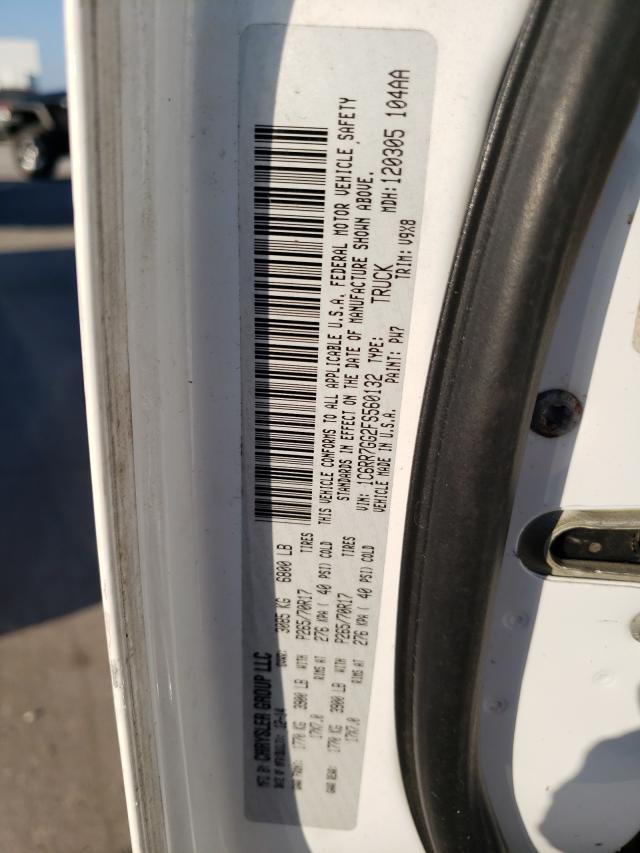 MFD BY CHRYSLER GROUP LLC
DATE OF MFR 12-14 GVWR: 3085 KG 6800 LB
GAWR FRONT: 1770 KG 3900 LB WITH P265/70R17 TIRES
17X7.0 RIMS AT 276 KPA ( 40 PSI) COLD
GAWR REAR: 1770 KG 3900 LB WITH P265/70R17 TIRES
17X7.0 RIMS AT 276 KPA ( 40 PSI) COLD
THIS VEHICLE CONFORMS TO ALL APPLICABLE U.S.A. FEDERAL MOTOR VEHICLE SAFETY
STANDARDS IN EFFECT ON THE DATE OF MANUFACTURE SHOWN ABOVE.
VIN: 1C6RR7GG2FS560132 TYPE: TRUCK MDH:120305 104AA
VEHICLE MADE IN U.S.A. PAINT: PW7 TRIM: V9X8